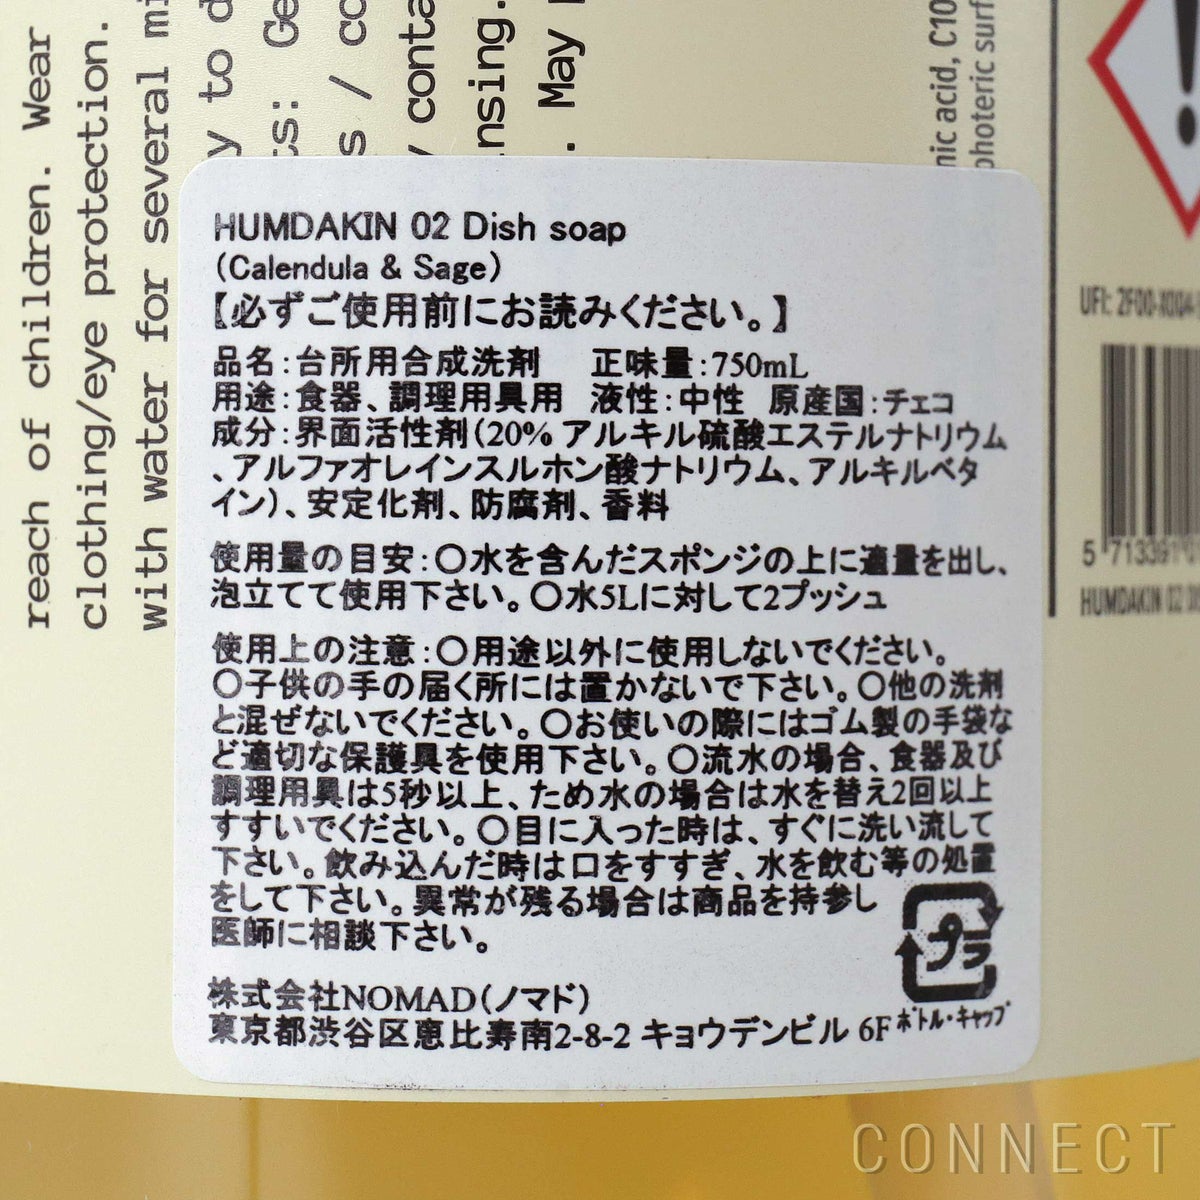 reach of children. Wear
clothing/eye protection.
with water for several
HUMDAKIN 02 Dish soap
(Calendula & Sage)
【必ずご使用前にお読みください。】
品名:台所用合成洗剤 正味量:750mL
用途:食器、調理用具用 液性:中性 原産国:チェコ
成分:界面活性剤(20% アルキル硫酸エステルナトリウム
、アルファオレインスルホン酸ナトリウム、アルキルベタ
イン)、安定化剤、防腐剤、香料
使用量の目安:〇水を含んだスポンジの上に適量を出し、
泡立てて使用下さい。〇水5Lに対して2プッシュ
使用上の注意:〇用途以外に使用しないでください。
〇子供の手の届く所には置かないで下さい。〇他の洗剤
と混ぜないでください。〇お使いの際にはゴム製の手袋な
ど適切な保護具を使用下さい。〇流水の場合、食器及び
調理用具は5秒以上、ため水の場合は水を替え2回以上
すすいでください。〇目に入った時は、すぐに洗い流して
下さい。飲み込んだ時は口をすすぎ、水を飲む等の処置
をして下さい。異常が残る場合は商品を持参し
医師に相談下さい。
株式会社NOMAD(ノマド)
東京都渋谷区恵比寿南2-8-2 キョウデンビル 6F
プラ
ボトル・キャップ
acid, C10
photeric
UFI:
5 713391
HUMDAKIN 02
CONNECT